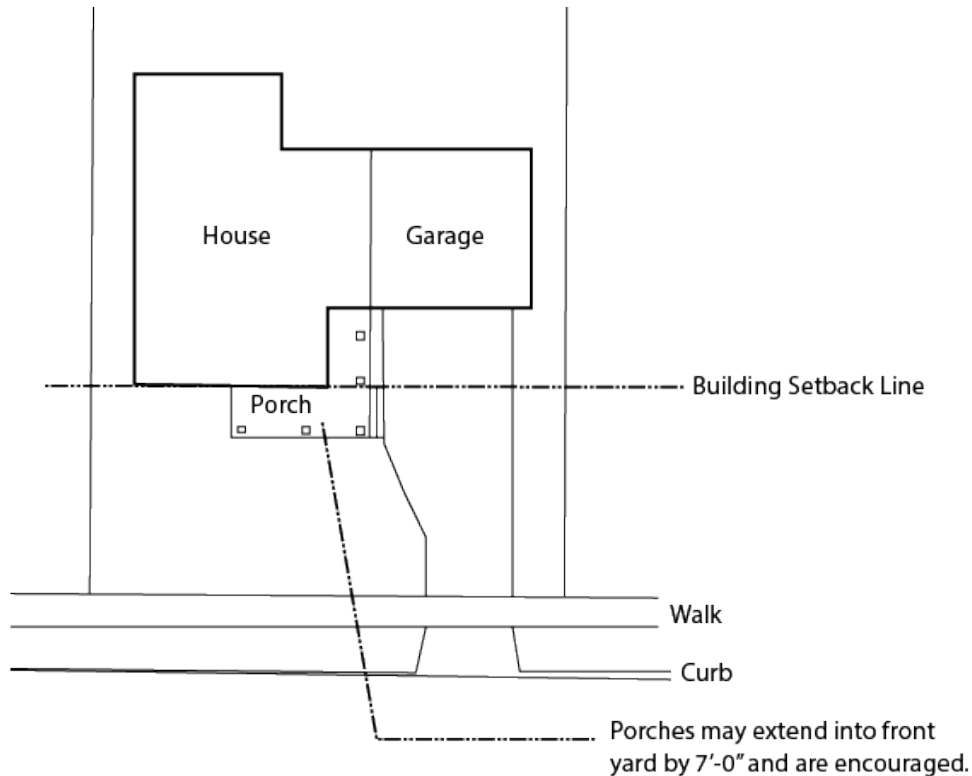 House
Garage
Building Setback Line
Porch
Walk
Curb
Porches may extend into front
yard by 7’-0” and are encouraged.